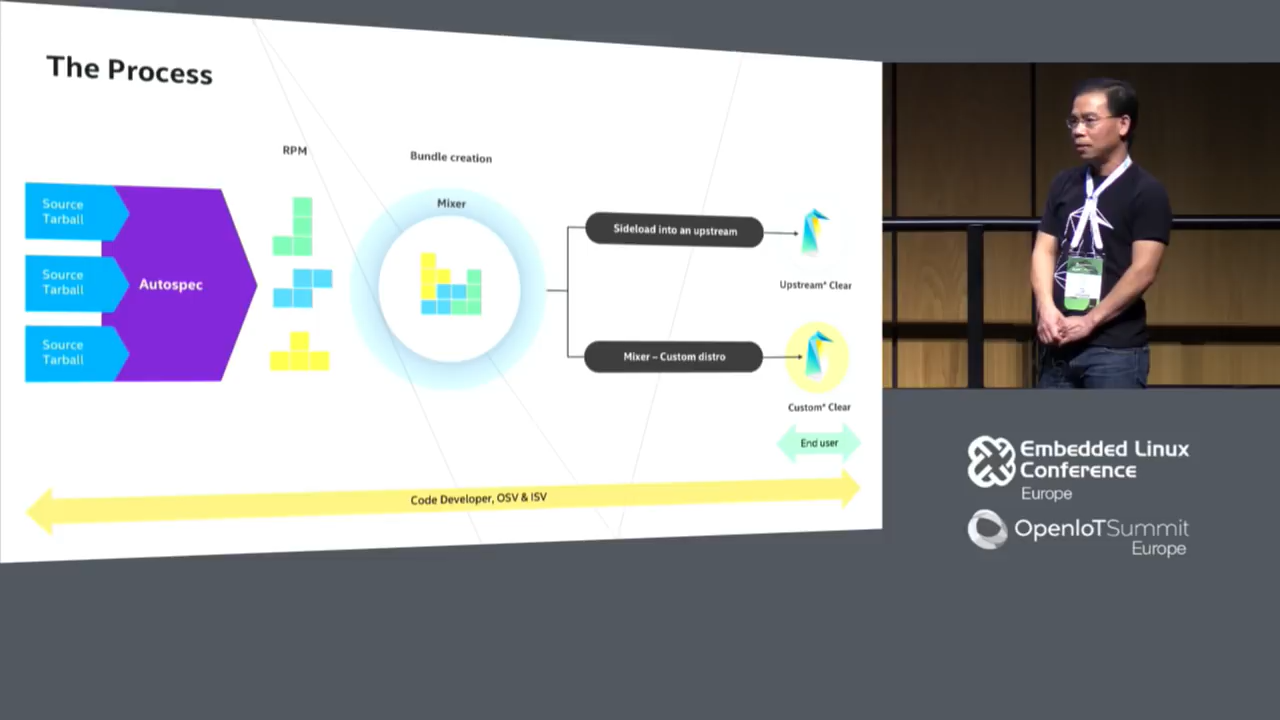 The Process
RPM
Bundle creation
Source
Tarball
Source
Tarball
Source
Tarball
Autospec
Mixer
Sideload into an upstream
Upstream* Clear
Mixer – Custom distro
Custom* Clear
End user
Code Developer, OSV & ISV
Embedded Linux
Conference
Europe
OpenIoTSummit
Europe